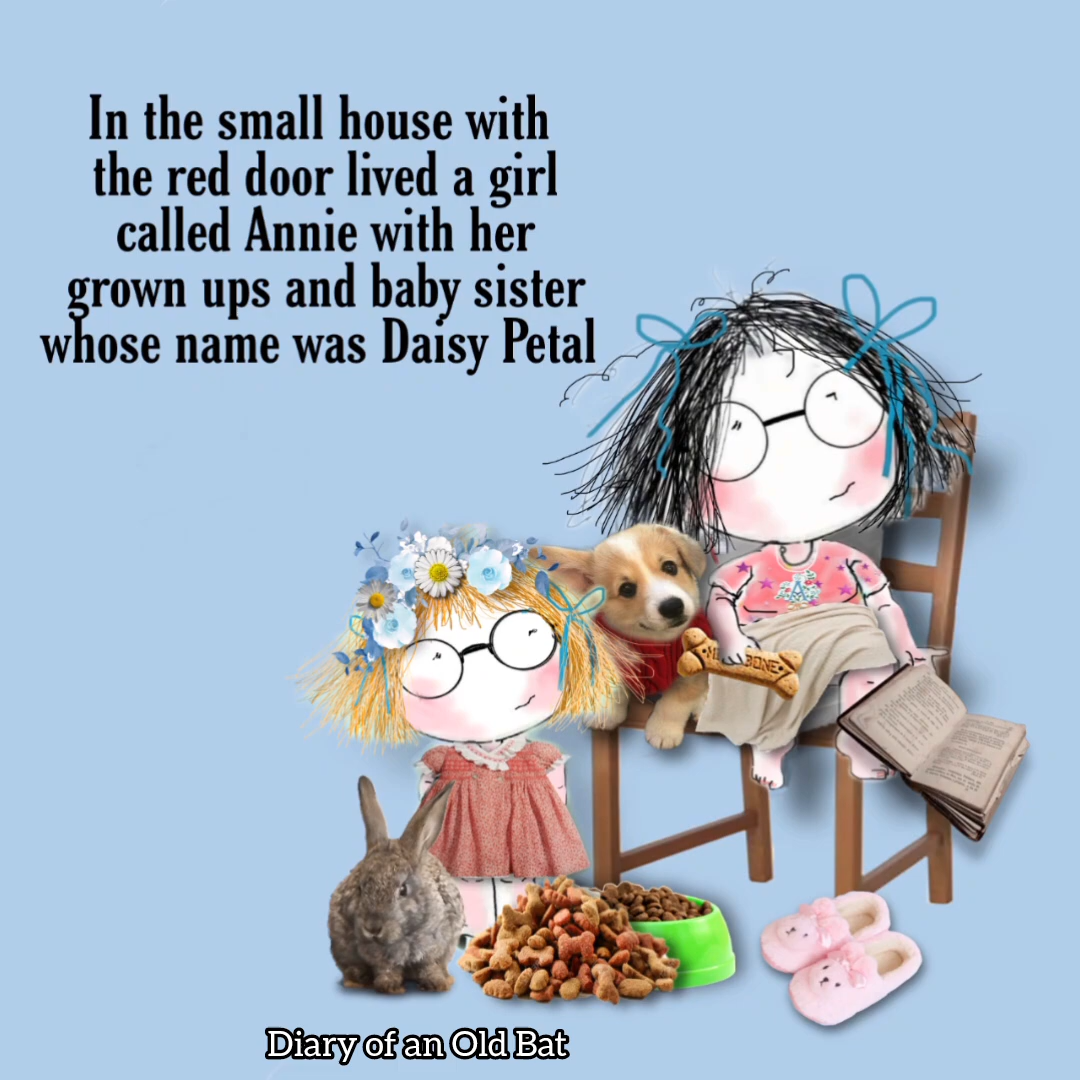 In the small house with
the red door lived a girl
called Annie with her
grown ups and baby sister
whose name was Daisy Petal
BONE
Diary of an Old Bat